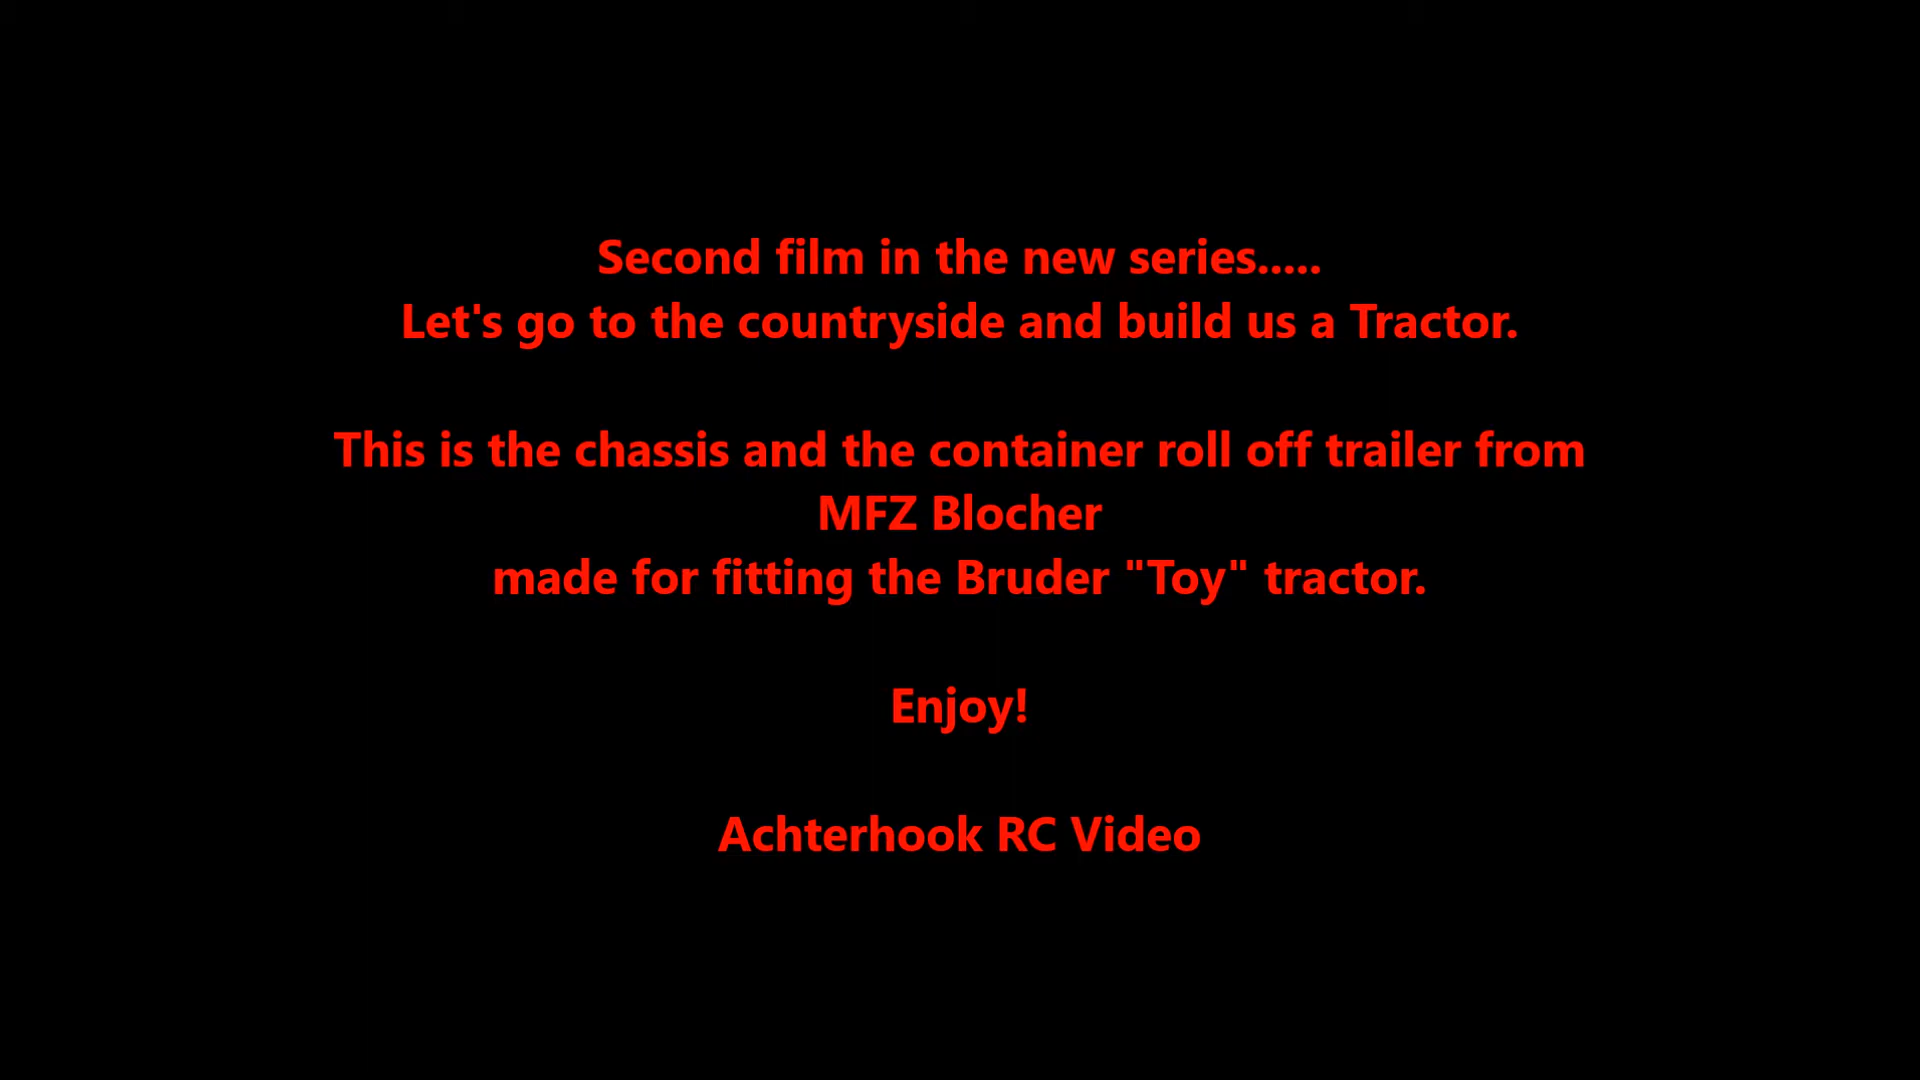 Second film in the new series.....
Let's go to the countryside and build us a Tractor.
This is the chassis and the container roll off trailer from
MFZ Blocher
made for fitting the Bruder "Toy" tractor.
Enjoy!
Achterhook RC Video